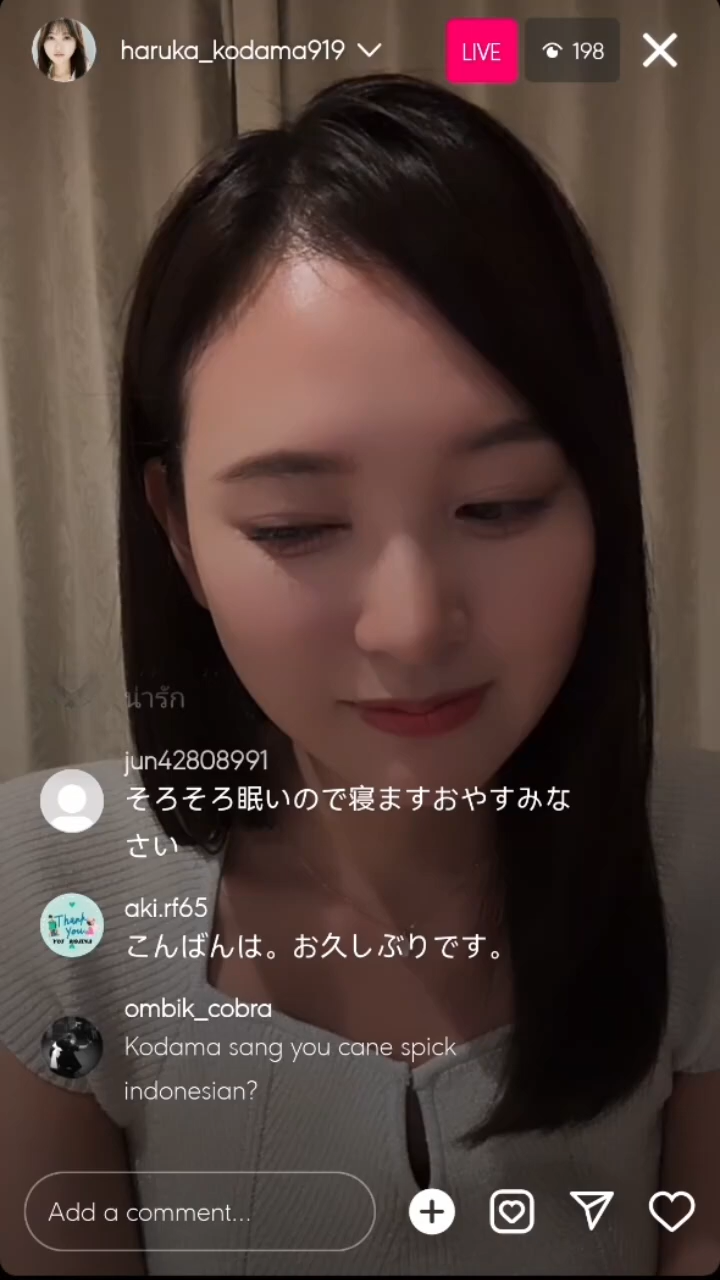 haruka_kodama919
LIVE
198
น่ารัก
jun42808991
そろそろ眠いので寝ますおやすみな
さい
aki.rf65
こんばんは。お久しぶりです。
Thank
You
ombik_cobra
Kodama sang you cane spick
indonesian?
Add a comment...